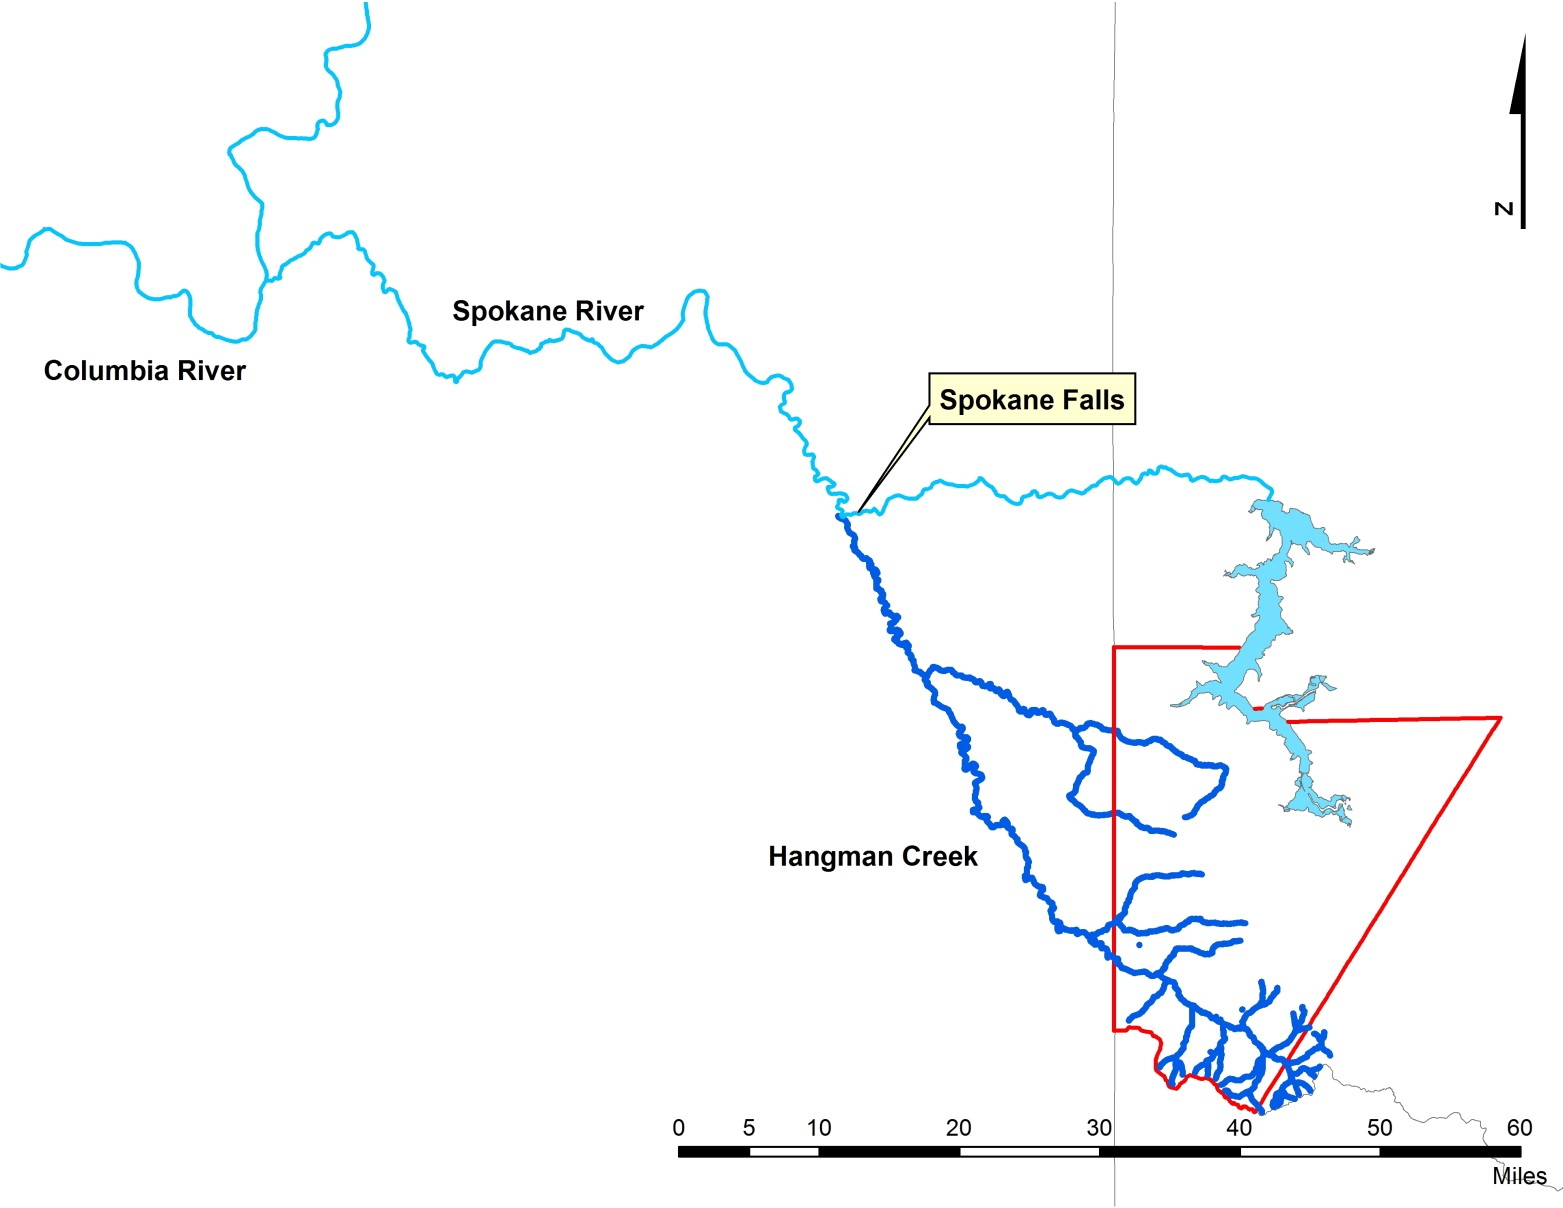 N
Spokane River
Columbia River
Spokane Falls
Hangman Creek
0 5 10 20 30 40 50 60
Miles